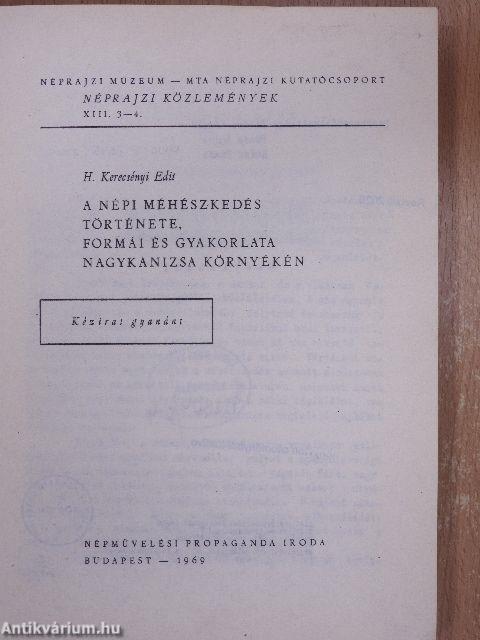 NÉPRAJZI MÚZEUM — MTA NÉPRAJZI KUTATÓCSOPORT
NÉPRAJZI KÖZLEMÉNYEK
XIII. 3—4.
H. Kerecsényi Edit
A NÉPI MÉHÉSZKEDÉS
TÖRTÉNETE,
FORMÁI ÉS GYAKORLATA
NAGYKANIZSA KÖRNYÉKÉN
Kézirat gyanánt
NÉPMŰVELÉSI PROPAGANDA IRODA
BUDAPEST — 1969
Antikvárium.hu